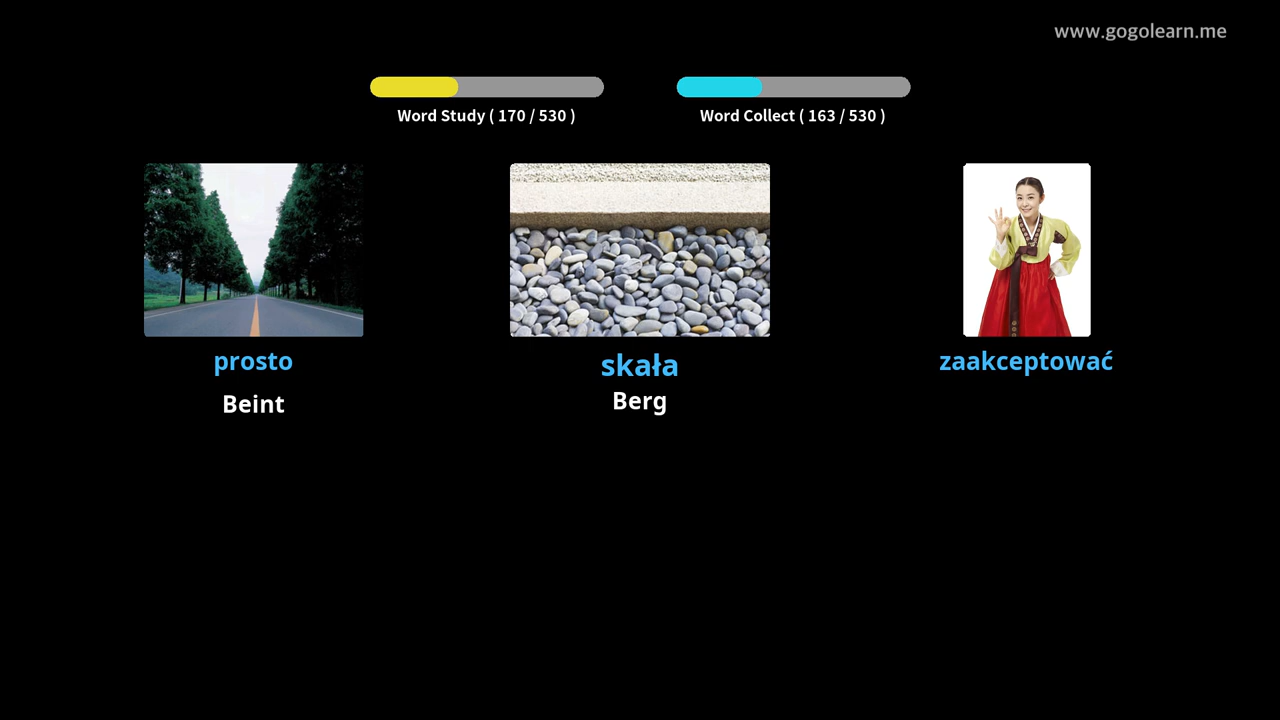 www.gogolearn.me
Word Study ( 170 / 530 )
Word Collect ( 163 / 530 )
prosto
skała
zaakceptować
Beint
Berg